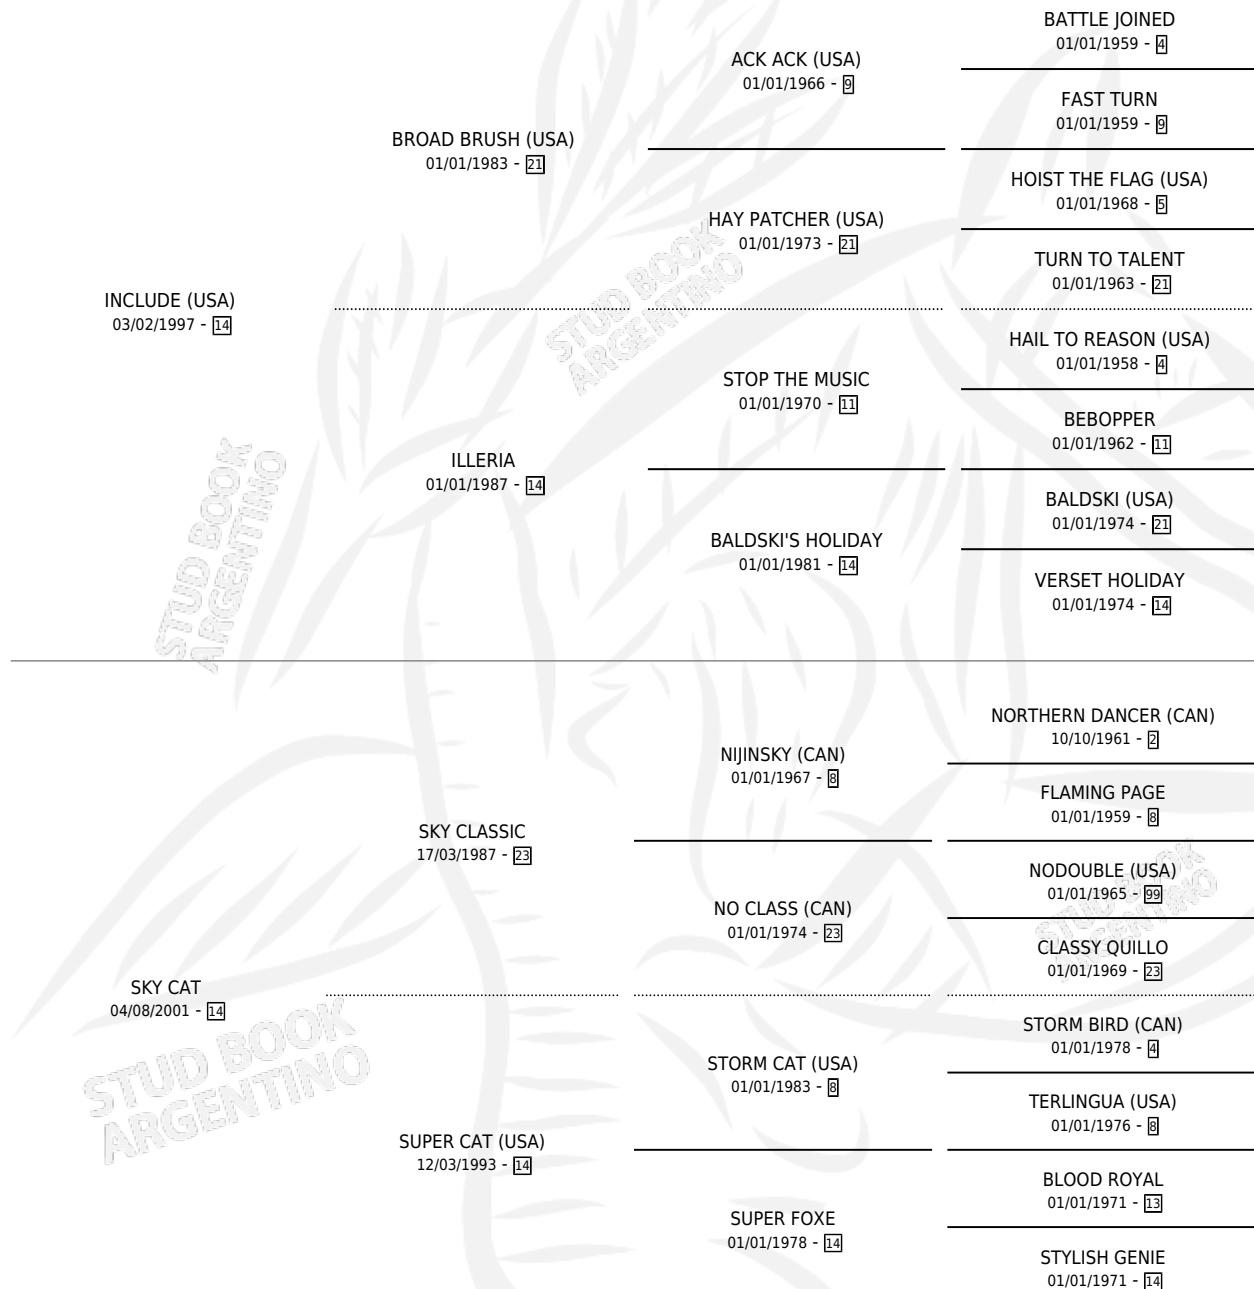 BATTLE JOINED
01/01/1959 - 4
ACK ACK (USA)
01/01/1966 - 9
FAST TURN
01/01/1959 - 9
BROAD BRUSH (USA)
01/01/1983 - 21
HOIST THE FLAG (USA)
01/01/1968 - 5
HAY PATCHER (USA)
01/01/1973 - 21
TURN TO TALENT
01/01/1963 - 21
INCLUDE (USA)
03/02/1997 - 14
HAIL TO REASON (USA)
01/01/1958 - 4
STOP THE MUSIC
01/01/1970 - 11
BEBOPPER
01/01/1962 - 11
ILLERIA
01/01/1987 - 14
BALDSKI (USA)
01/01/1974 - 21
BALDSKI'S HOLIDAY
01/01/1981 - 14
VERSET HOLIDAY
01/01/1974 - 14
NORTHERN DANCER (CAN)
10/10/1961 - 2
NIJINSKY (CAN)
01/01/1967 - 8
FLAMING PAGE
01/01/1959 - 8
SKY CLASSIC
17/03/1987 - 23
NODOUBLE (USA)
01/01/1965 - 99
NO CLASS (CAN)
01/01/1974 - 23
CLASSY QUILLO
01/01/1969 - 23
SKY CAT
04/08/2001 - 14
STORM BIRD (CAN)
01/01/1978 - 4
STORM CAT (USA)
01/01/1983 - 8
TERLINGUA (USA)
01/01/1976 - 8
SUPER CAT (USA)
12/03/1993 - 14
BLOOD ROYAL
01/01/1971 - 13
SUPER FOXE
01/01/1978 - 14
STYLISH GENIE
01/01/1971 - 14
STUD BOOK
ARGENTINO
STUD BOOK
ARGENTINO
STUD BOOK
ARGENTINO
STUD BOOK
ARGENTINO